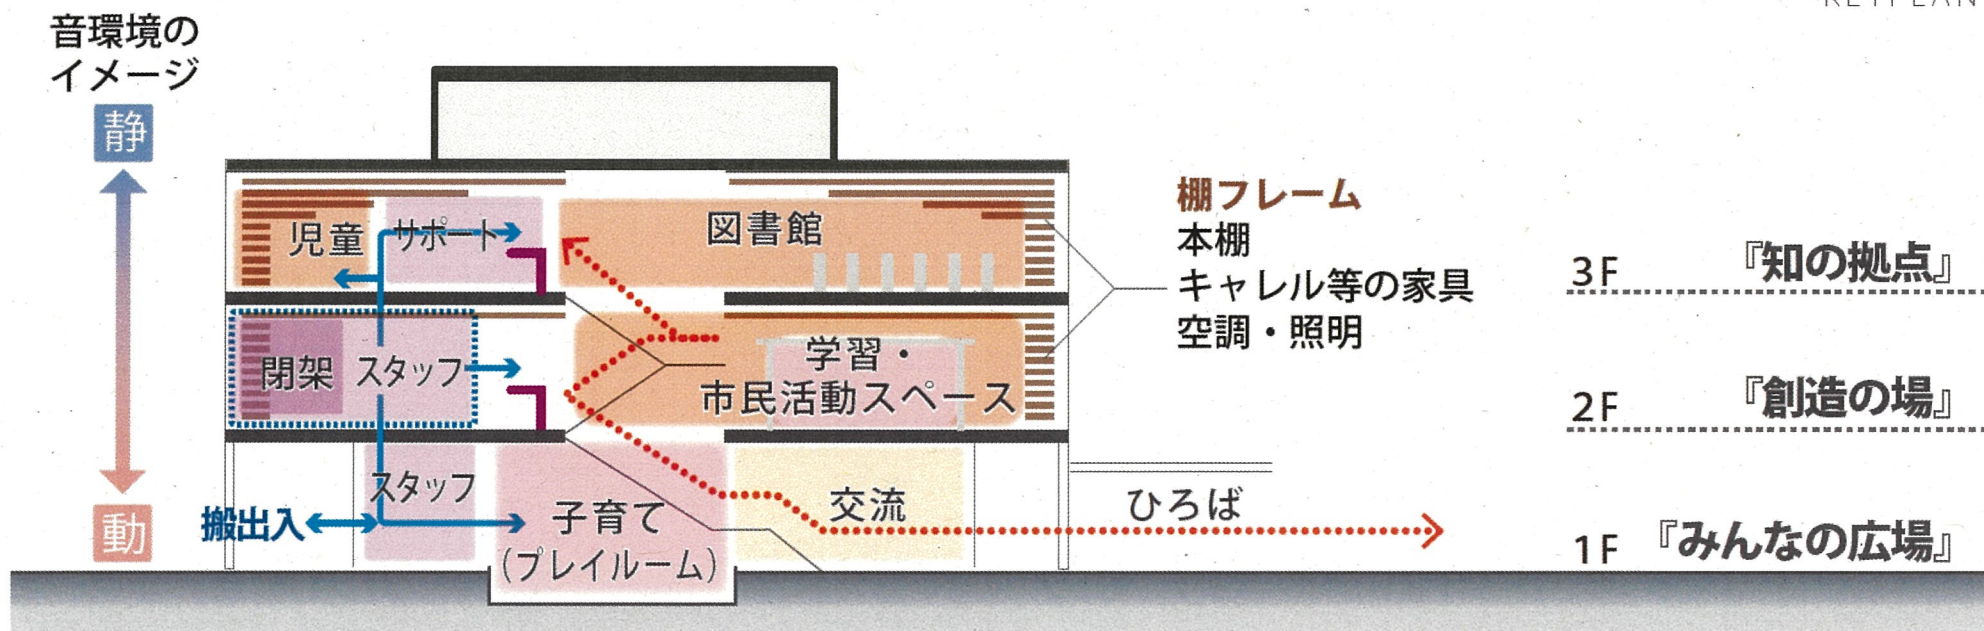 音環境の
イメージ
静
動
児童
サポート
図書館
閉架
スタッフ
学習・
市民活動スペース
スタッフ
搬出入
子育て
(プレイルーム)
交流
ひろば
棚フレーム
本棚
キャレル等の家具
空調・照明
3F 『知の拠点』
2F 『創造の場』
1F 『みんなの広場』